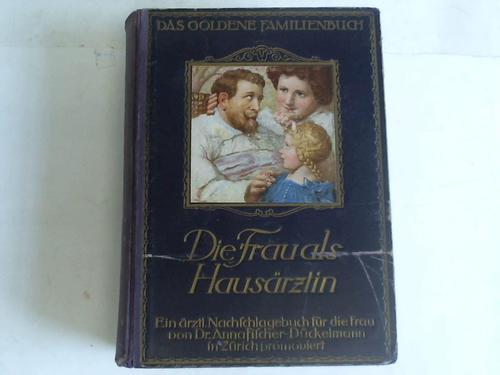 DAS GOLDENE FAMILIENBUCH
Die Frau als
Hausärztin
Ein ärztl. Nachschlagebuch für die Frau
von Dr. Anna Fischer-Dückelmann
in Zürich promoviert